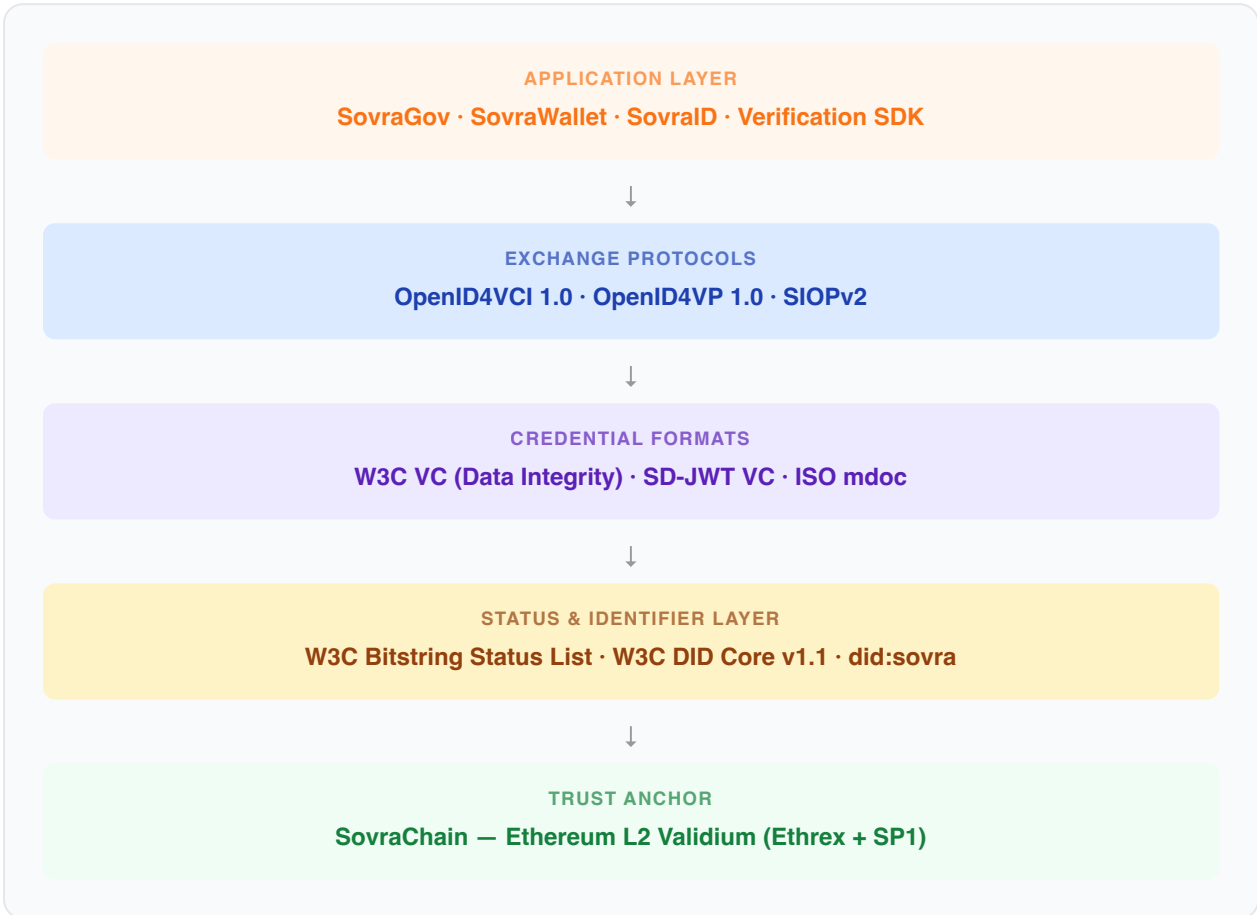 APPLICATION LAYER
SovraGov · SovraWallet · SovraID · Verification SDK
↓
EXCHANGE PROTOCOLS
OpenID4VCI 1.0 · OpenID4VP 1.0 · SIOPv2
↓
CREDENTIAL FORMATS
W3C VC (Data Integrity) · SD-JWT VC · ISO mdoc
↓
STATUS & IDENTIFIER LAYER
W3C Bitstring Status List · W3C DID Core v1.1 · did:sovra
↓
TRUST ANCHOR
SovraChain — Ethereum L2 Validium (Ethrex + SP1)